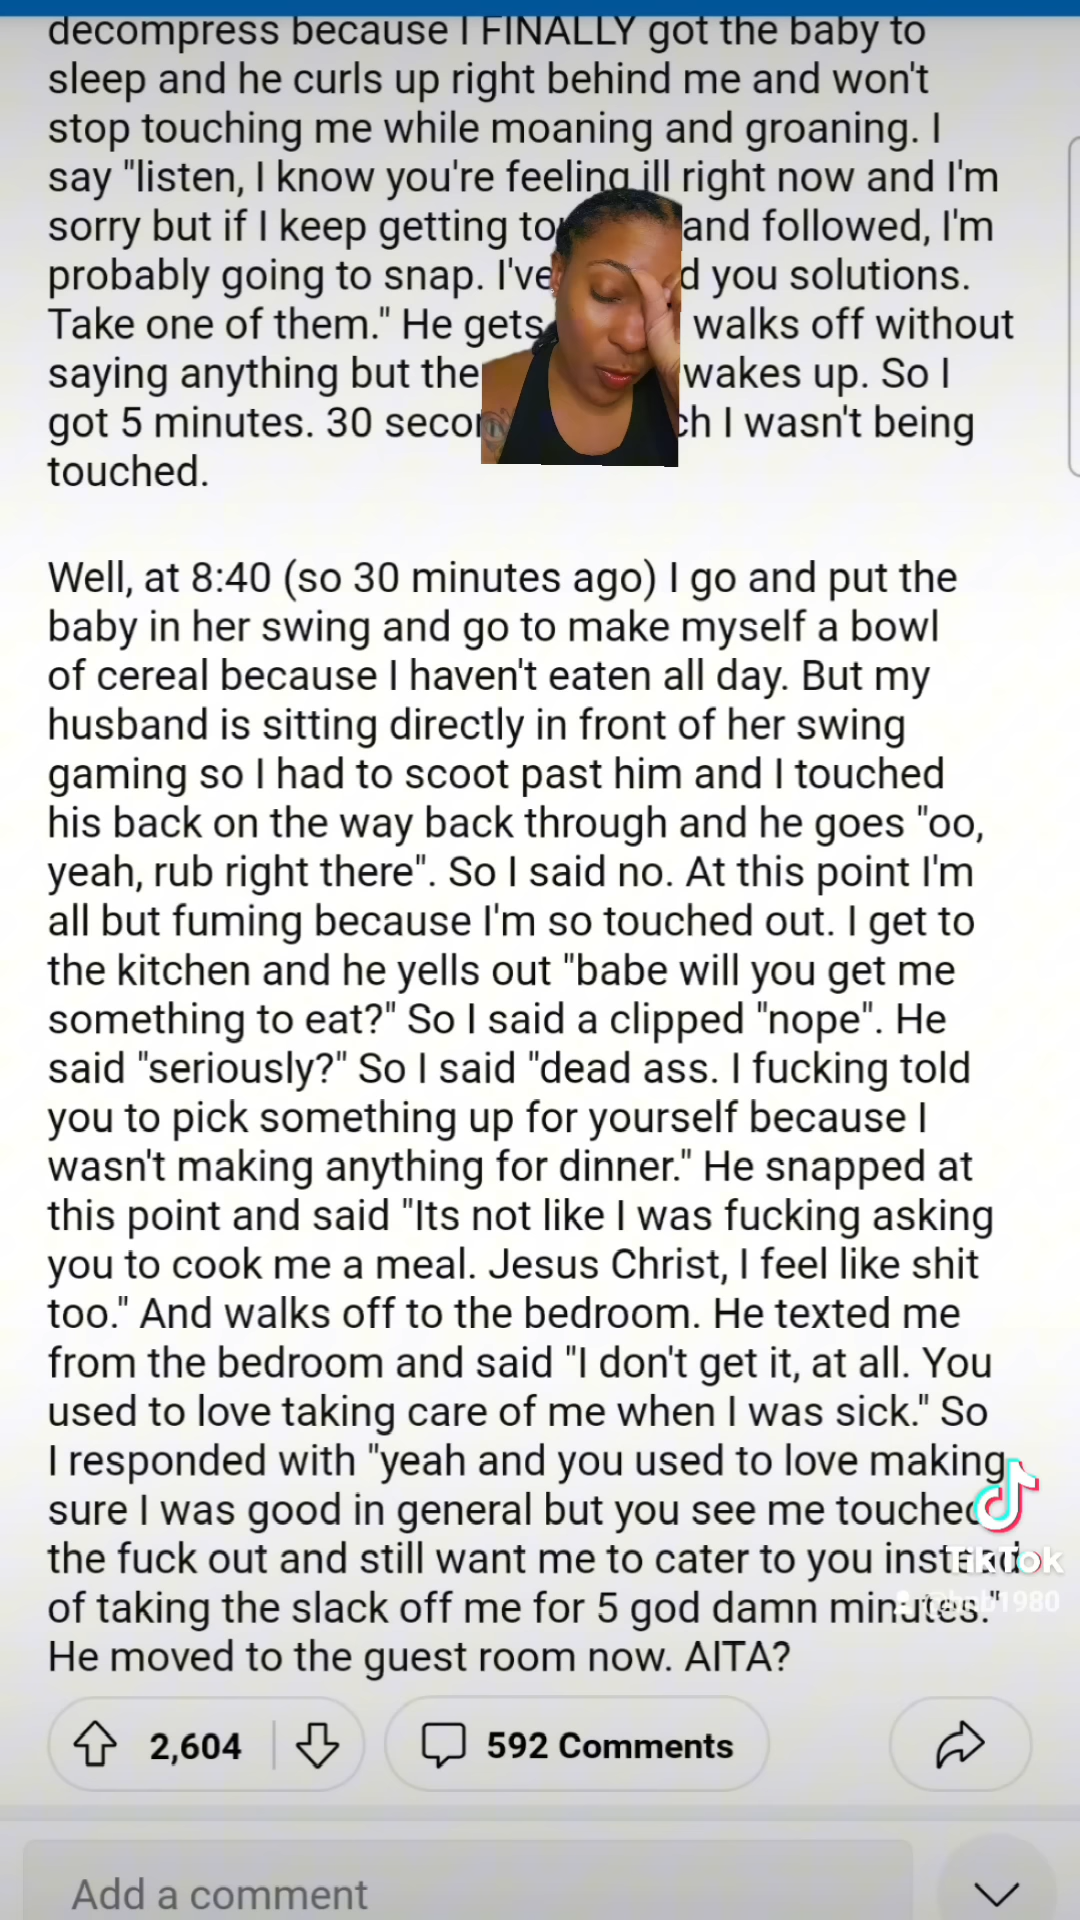 decompress because I FINALLY got the baby to
sleep and he curls up right behind me and won't
stop touching me while moaning and groaning. I
say "listen, I know you're feeling ill right now and I'm
sorry but if I keep getting to and followed, I'm
probably going to snap. I've d you solutions.
Take one of them." He gets walks off without
saying anything but the wakes up. So I
got 5 minutes. 30 secon ch I wasn't being
touched.
Well, at 8:40 (so 30 minutes ago) I go and put the
baby in her swing and go to make myself a bowl
of cereal because I haven't eaten all day. But my
husband is sitting directly in front of her swing
gaming so I had to scoot past him and I touched
his back on the way back through and he goes "oo,
yeah, rub right there". So I said no. At this point I'm
all but fuming because I'm so touched out. I get to
the kitchen and he yells out "babe will you get me
something to eat?" So I said a clipped "nope". He
said "seriously?" So I said "dead ass. I fucking told
you to pick something up for yourself because I
wasn't making anything for dinner." He snapped at
this point and said "Its not like I was fucking asking
you to cook me a meal. Jesus Christ, I feel like shit
too." And walks off to the bedroom. He texted me
from the bedroom and said "I don't get it, at all. You
used to love taking care of me when I was sick." So
I responded with "yeah and you used to love making
sure I was good in general but you see me touched
the fuck out and still want me to cater to you instead
of taking the slack off me for 5 god damn minutes."
He moved to the guest room now. AITA?
TikTok
2,604
592 Comments
Add a comment